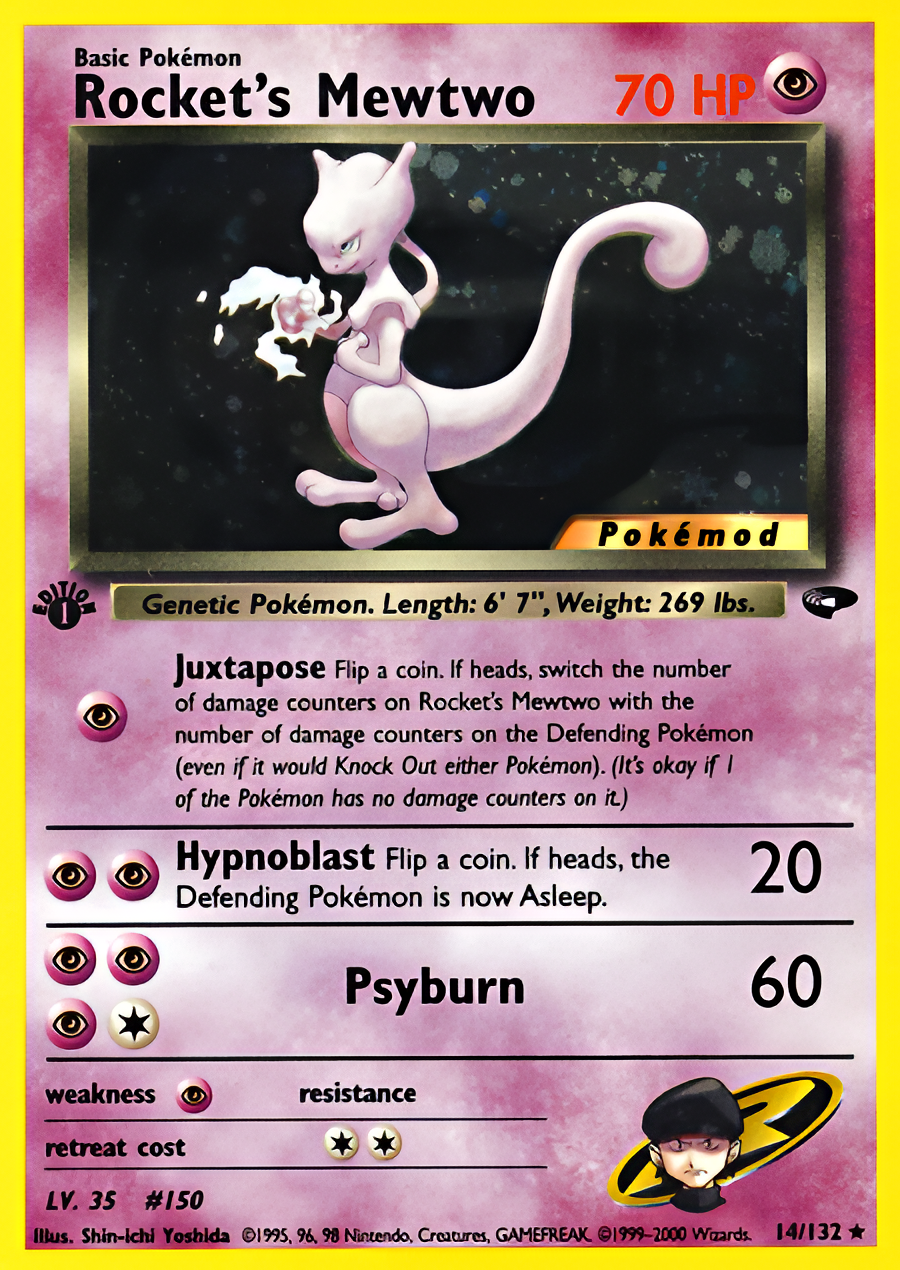 Basic Pokémon
Rocket's Mewtwo 70 HP
Pokémod
EDITION
1
Genetic Pokémon. Length: 6' 7", Weight: 269 lbs.
Juxtapose Flip a coin. If heads, switch the number
of damage counters on Rocket's Mewtwo with the
number of damage counters on the Defending Pokémon
(even if it would Knock Out either Pokémon). (It's okay if 1
of the Pokémon has no damage counters on it.)
Hypnoblast Flip a coin. If heads, the 20
Defending Pokémon is now Asleep.
Psyburn 60
weakness resistance
retreat cost
LV. 35 #150
Illus. Shin-ichi Yoshida ©1995, 96, 98 Nintendo, Creatures, GAMEFREAK. ©1999–2000 Wizards. 14/132 ★